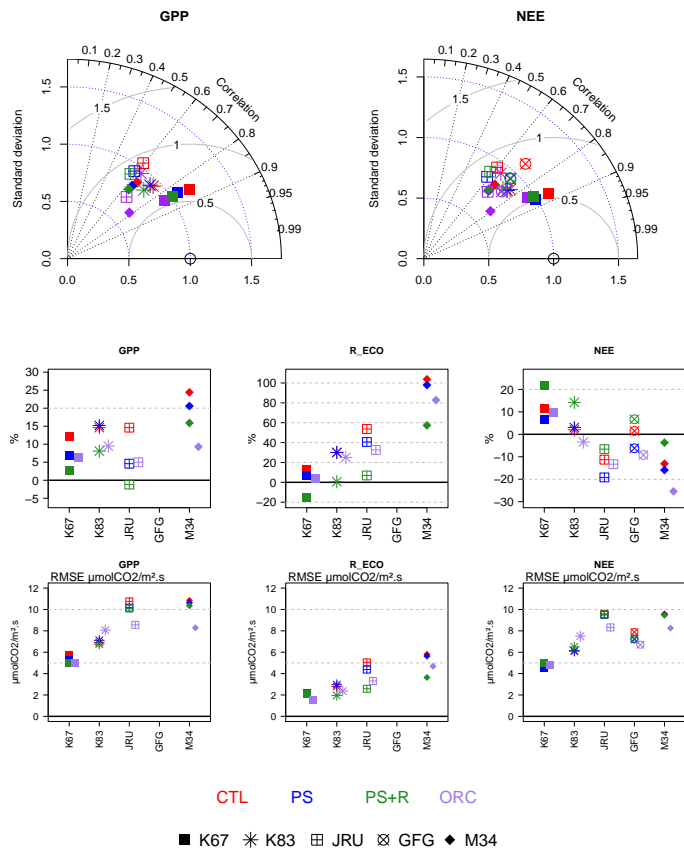 GPP
NEE
0.1 0.2 0.3 0.4 0.5 0.6 0.7 0.8 0.9 0.95 0.99
Correlation
0.1 0.2 0.3 0.4 0.5 0.6 0.7 0.8 0.9 0.95 0.99
Correlation
Standard deviation
1.5
1.0
0.5
0.0
1.5
1
0.5
0.0 0.5 1.0 1.5
Standard deviation
1.5
1.0
0.5
0.0
1.5
1
0.5
0.0 0.5 1.0 1.5
GPP
%
30
25
20
15
10
5
0
−5
K67 K83 JRU GFG M34
R_ECO
%
100
80
60
40
20
0
−20
K67 K83 JRU GFG M34
NEE
%
20
10
0
−10
−20
−30
K67 K83 JRU GFG M34
GPP
RMSE µmolCO2/m².s
µmolCO2/m².s
12
10
8
6
4
2
0
K67 K83 JRU GFG M34
R_ECO
RMSE µmolCO2/m².s
µmolCO2/m².s
12
10
8
6
4
2
0
K67 K83 JRU GFG M34
NEE
RMSE µmolCO2/m².s
µmolCO2/m².s
12
10
8
6
4
2
0
K67 K83 JRU GFG M34
CTL PS PS+R ORC
K67 K83 JRU GFG M34